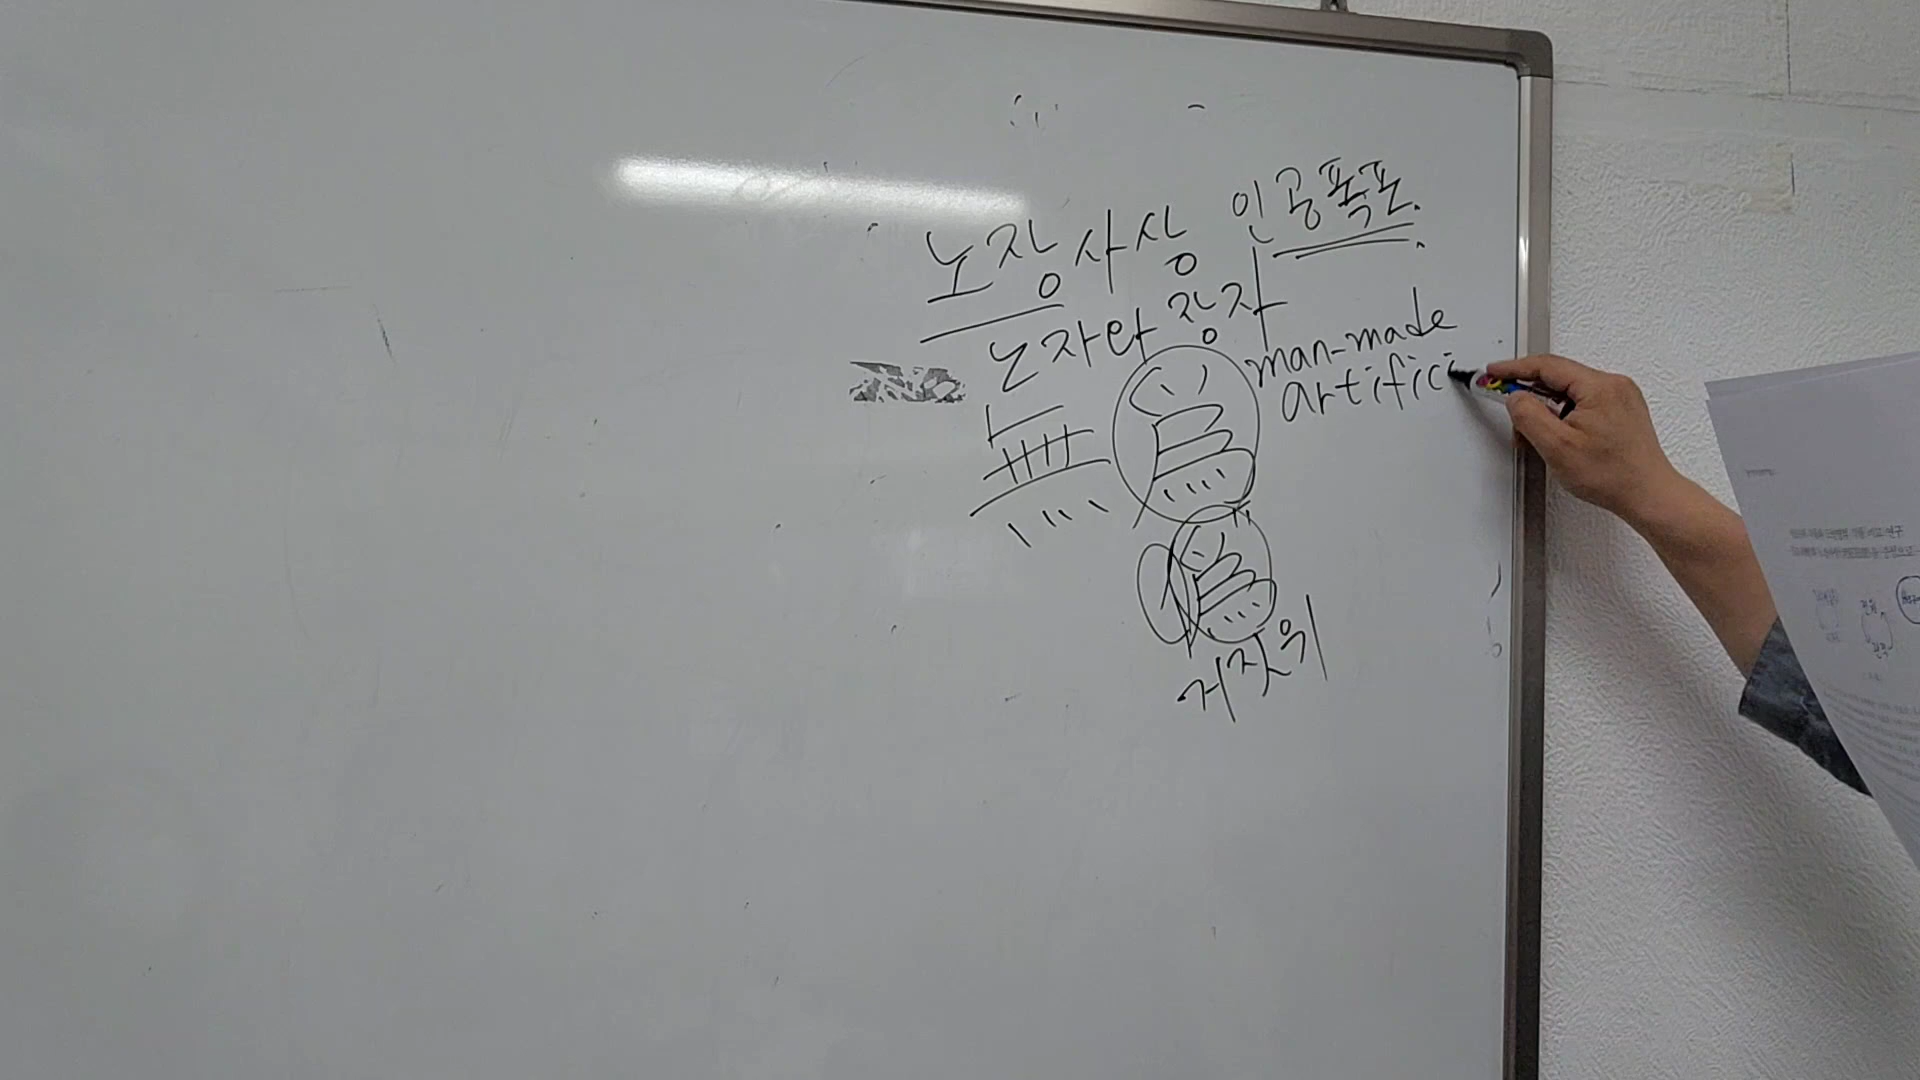 노장사상 인공폭포.
노자와 장자
man-made
artifici
無 爲
僞
거짓위